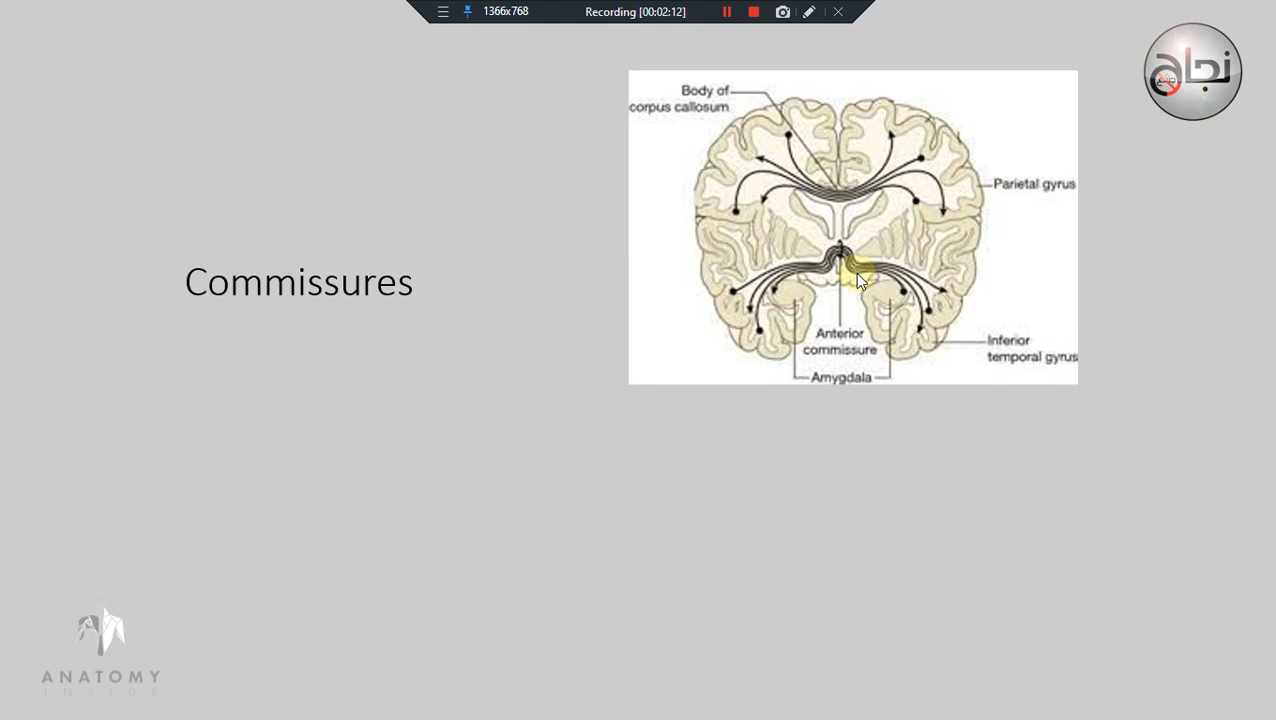 1366x768
Recording [00:02:12]
Body of
corpus callosum
Parietal gyrus
Commissures
Anterior
commissure
Inferior
temporal gyrus
Amygdala
نجاح
ANATOMY
INSIDE